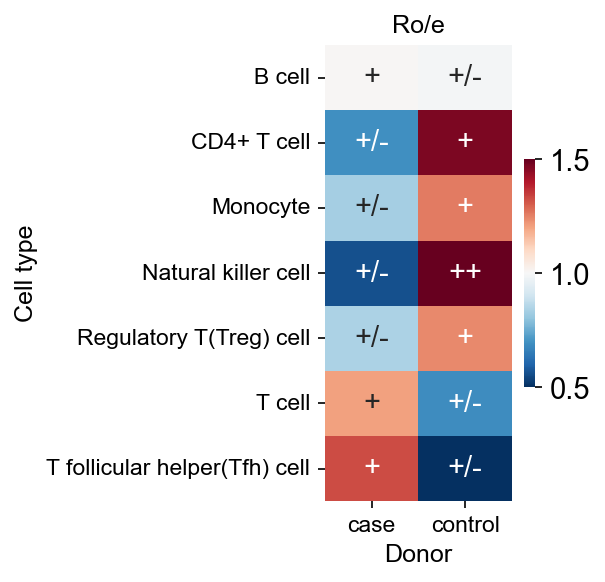 Ro/e
B cell + +/-
CD4+ T cell +/- +
Monocyte +/- +
Natural killer cell +/- ++
Regulatory T(Treg) cell +/- +
T cell + +/-
T follicular helper(Tfh) cell + +/-
case control
Donor
Cell type
1.5
1.0
0.5